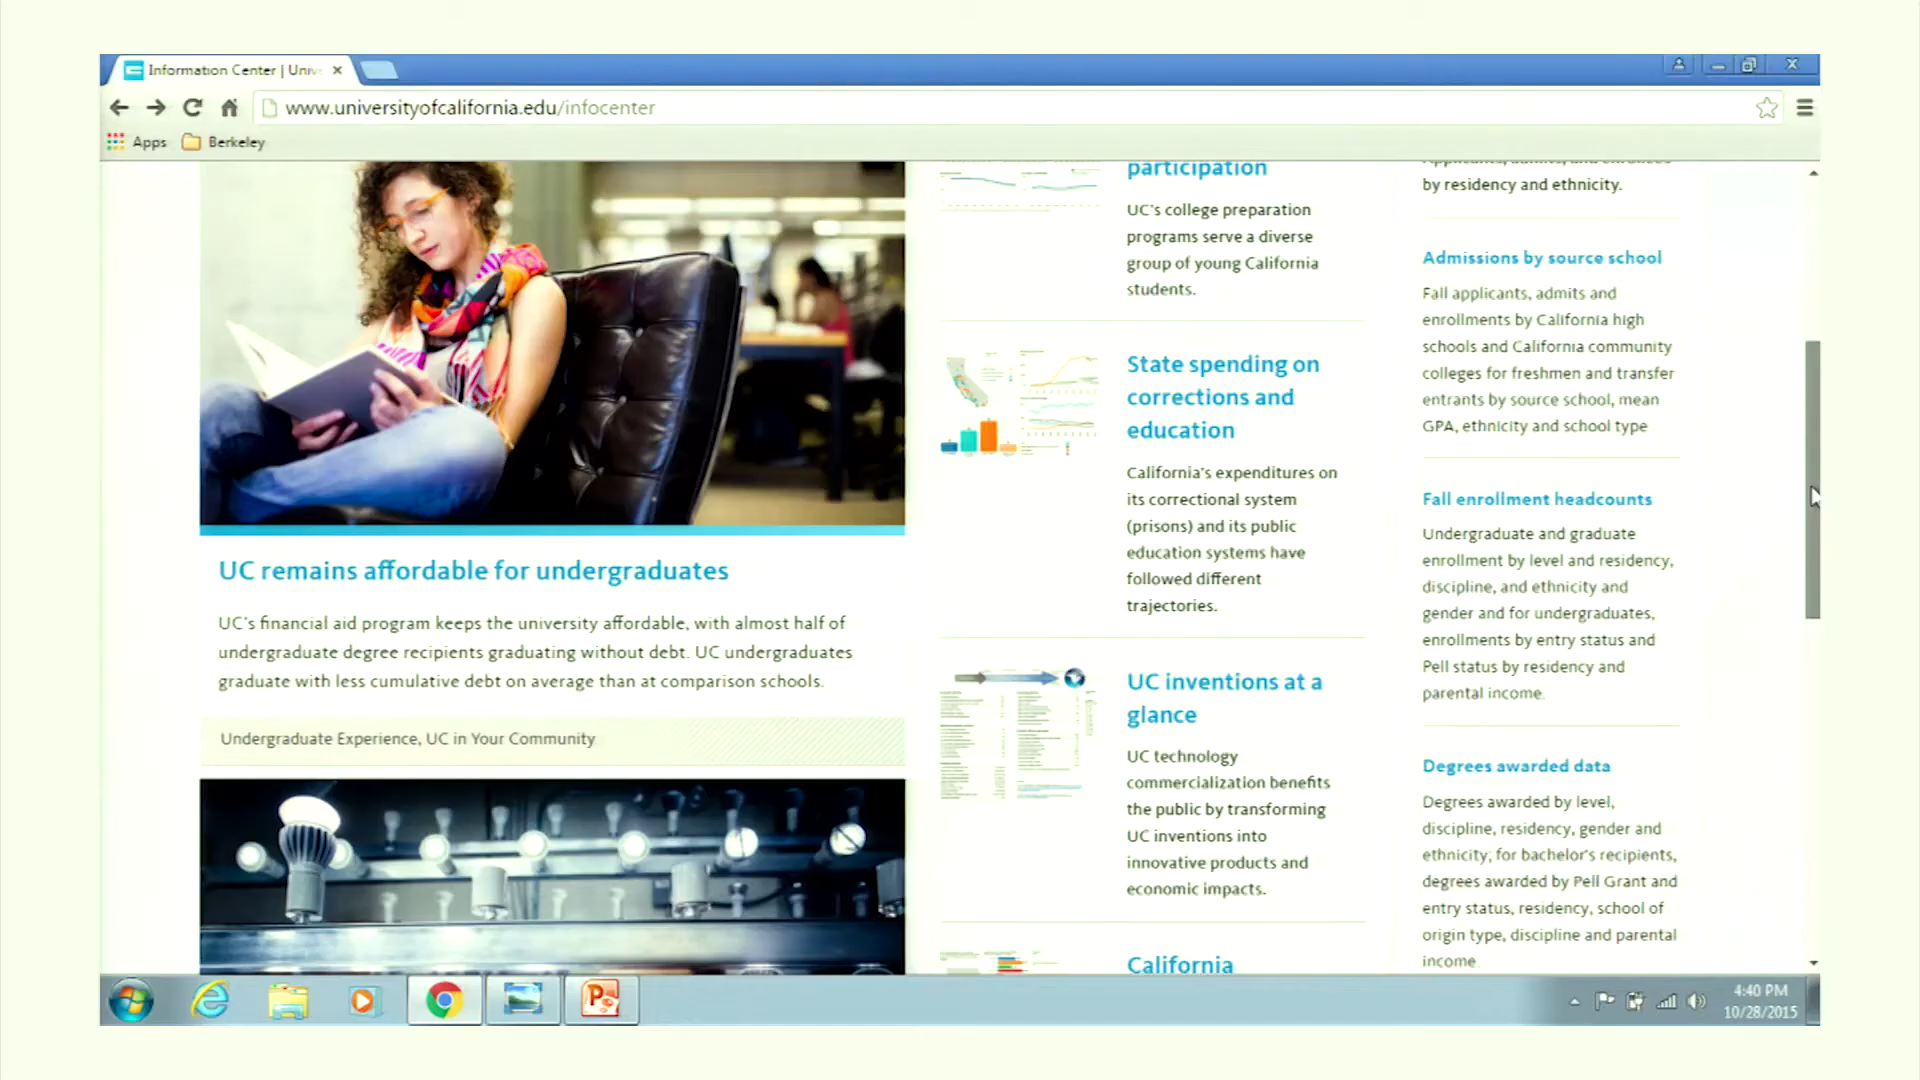 Information Center | Univ
www.universityofcalifornia.edu/infocenter
Apps
Berkeley
UC remains affordable for undergraduates
UC's financial aid program keeps the university affordable, with almost half of
undergraduate degree recipients graduating without debt. UC undergraduates
graduate with less cumulative debt on average than at comparison schools.
Undergraduate Experience, UC in Your Community
participation
UC's college preparation
programs serve a diverse
group of young California
students.
State spending on
corrections and
education
California's expenditures on
its correctional system
(prisons) and its public
education systems have
followed different
trajectories.
UC inventions at a
glance
UC technology
commercialization benefits
the public by transforming
UC inventions into
innovative products and
economic impacts.
California
by residency and ethnicity.
Admissions by source school
Fall applicants, admits and
enrollments by California high
schools and California community
colleges for freshmen and transfer
entrants by source school, mean
GPA, ethnicity and school type
Fall enrollment headcounts
Undergraduate and graduate
enrollment by level and residency,
discipline, and ethnicity and
gender and for undergraduates,
enrollments by entry status and
Pell status by residency and
parental income.
Degrees awarded data
Degrees awarded by level,
discipline, residency, gender and
ethnicity; for bachelor's recipients,
degrees awarded by Pell Grant and
entry status, residency, school of
origin type, discipline and parental
income.
4:40 PM
10/28/2015